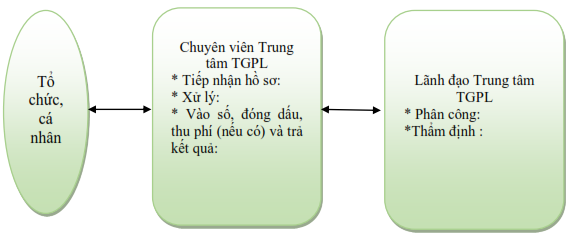 Tổ
chức,
cá
nhân
Chuyên viên Trung
tâm TGPL
* Tiếp nhận hồ sơ:
* Xử lý:
* Vào số, đóng dấu,
thu phí (nếu có) và trả
kết quả:
Lãnh đạo Trung tâm
TGPL
* Phân công:
*Thẩm định :